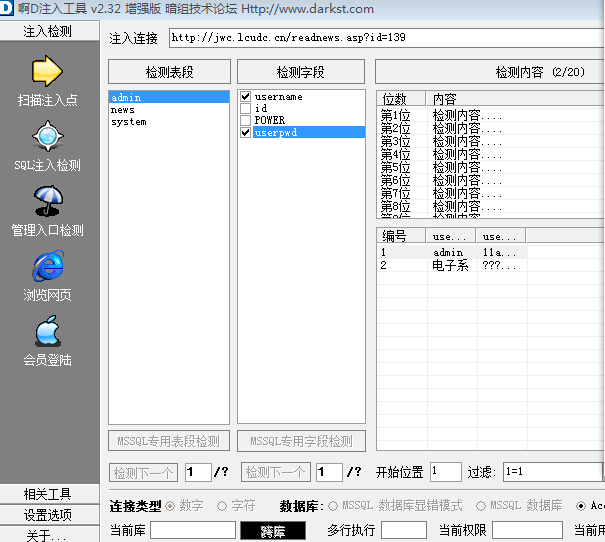 啊D注入工具 v2.32 增强版 暗组技术论坛 Http://www.darkst.com
注入检测
扫描注入点
SQL注入检测
管理入口检测
浏览网页
会员登陆
相关工具
设置选项
关于...
注入连接 http://jwc.lcudc.cn/readnews.asp?id=139
检测表段 检测字段 检测内容 (2/20)
admin
news
system
username
id
POWER
userpwd
位数 内容
第1位 检测内容....
第2位 检测内容....
第3位 检测内容....
第4位 检测内容....
第5位 检测内容....
第6位 检测内容....
第7位 检测内容....
第8位 检测内容....
编号 use... use...
1 admin 11a...
2 电子系 ???...
MSSQL专用表段检测 MSSQL专用字段检测
检测下一个 1 /? 检测下一个 1 /? 开始位置 1 过滤: 1=1
连接类型 数字 字符 数据库: MSSQL 数据库显错模式 MSSQL 数据库 Acc
当前库 跨库 多行执行 当前权限 当前用